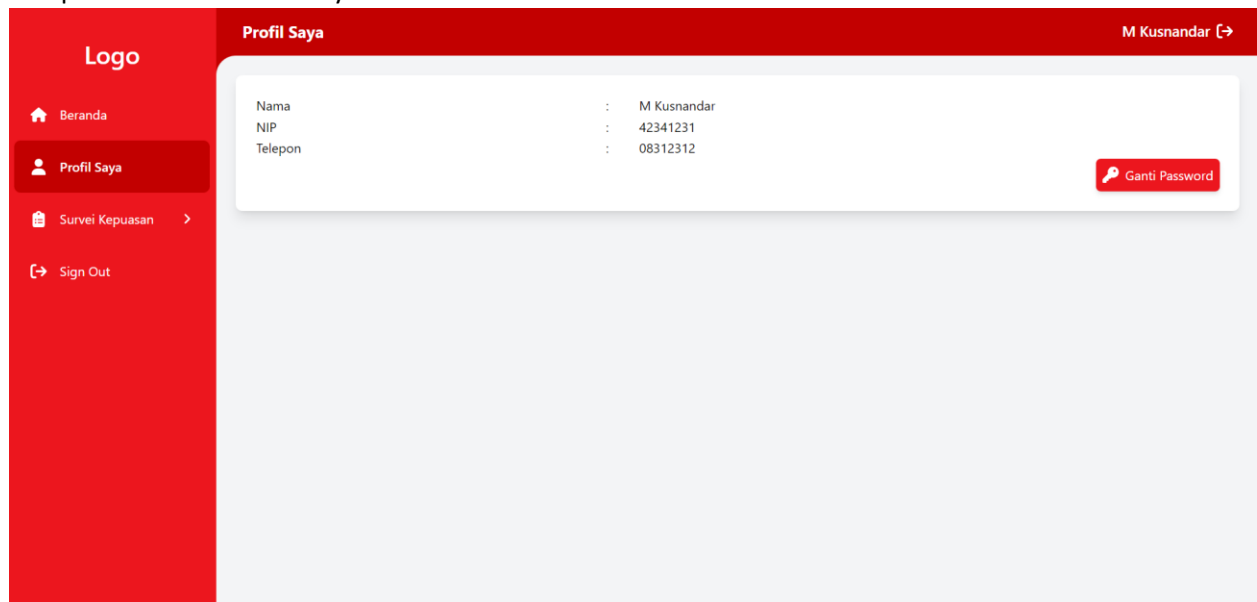 Logo
Beranda
Profil Saya
Survei Kepuasan
Sign Out
Profil Saya
M Kusnandar
Nama : M Kusnandar
NIP : 42341231
Telepon : 08312312
Ganti Password